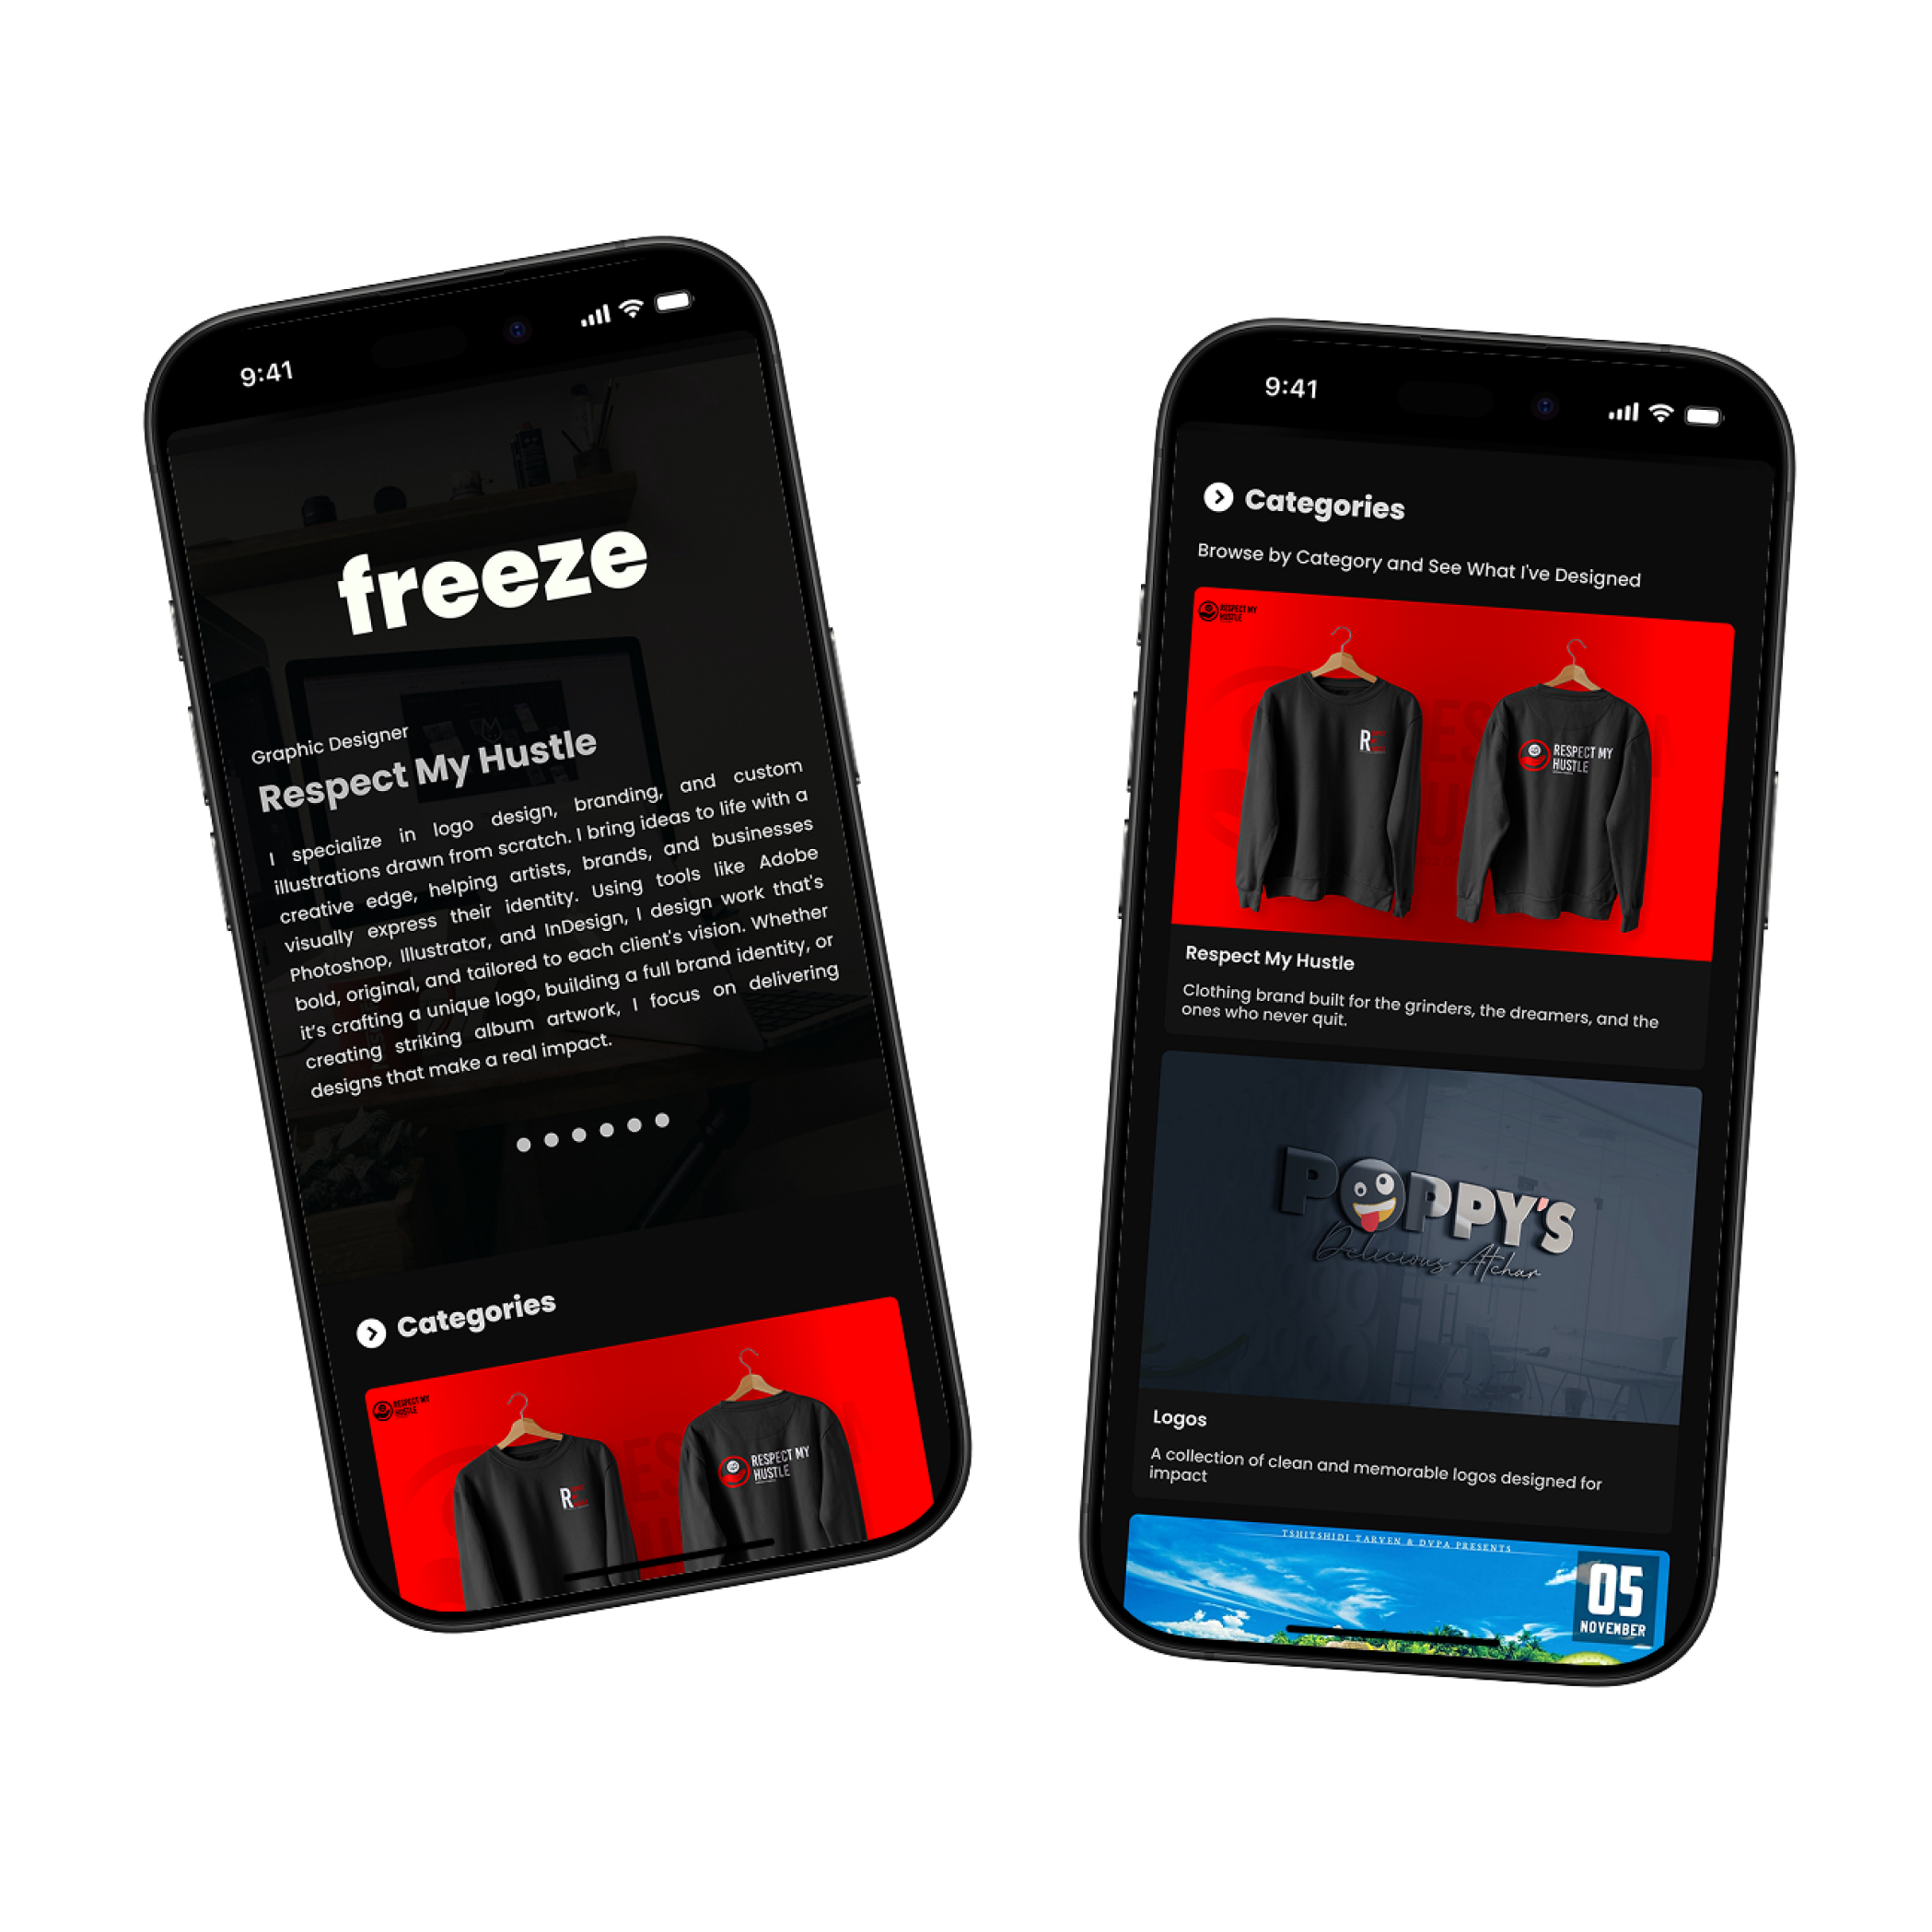 9:41
freeze
Graphic Designer
Respect My Hustle
I specialize in logo design, branding, and custom
illustrations drawn from scratch. I bring ideas to life with a
creative edge, helping artists, brands, and businesses
visually express their identity. Using tools like Adobe
Photoshop, Illustrator, and InDesign, I design work that's
bold, original, and tailored to each client's vision. Whether
it's crafting a unique logo, building a full brand identity, or
creating striking album artwork, I focus on delivering
designs that make a real impact.
Categories
RESPECT MY
HUSTLE
R
RESPECT MY
HUSTLE
9:41
Categories
Browse by Category and See What I've Designed
RESPECT MY
HUSTLE
R
RESPECT MY
HUSTLE
Respect My Hustle
Clothing brand built for the grinders, the dreamers, and the
ones who never quit.
POPPY'S
Delicious Atchar
Logos
A collection of clean and memorable logos designed for
impact
TSHITSHIDI TARVEN & DVPA PRESENTS
05
NOVEMBER